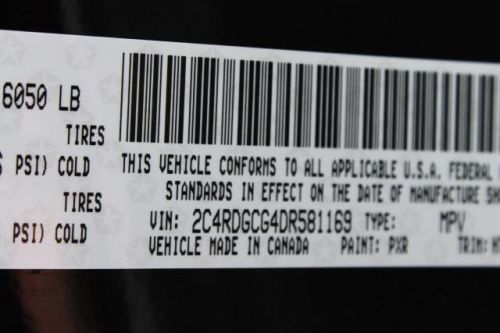 6050 LB
TIRES
PSI) COLD
TIRES
PSI) COLD
THIS VEHICLE CONFORMS TO ALL APPLICABLE U.S.A. FEDERAL
STANDARDS IN EFFECT ON THE DATE OF MANUFACTURE
VIN: 2C4RDGCG4DR581169 TYPE: MPV
VEHICLE MADE IN CANADA PAINT: PXR TRIM: